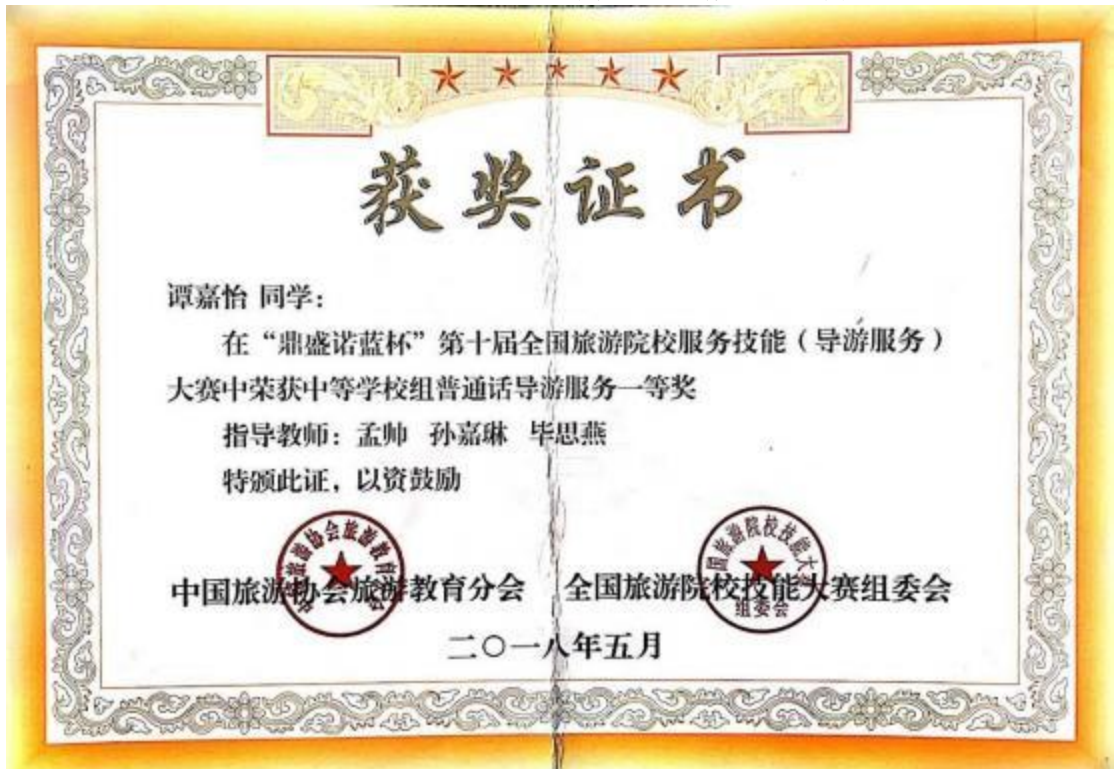 获奖证书
谭嘉怡 同学：
在“鼎盛诺蓝杯”第十届全国旅游院校服务技能（导游服务）
大赛中荣获中等学校组普通话导游服务一等奖
指导教师：孟帅 孙嘉琳 毕思燕
特颁此证，以资鼓励
中国旅游协会旅游教育分会 全国旅游院校技能大赛组委会
二〇一八年五月
组委会